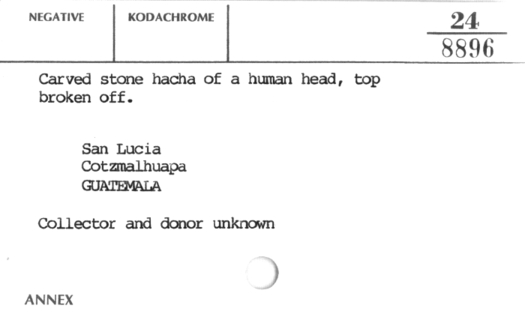 NEGATIVE KODACHROME 24
8896
Carved stone hacha of a human head, top
broken off.
San Lucia
Cotzmalhuapa
GUATEMALA
Collector and donor unknown
ANNEX